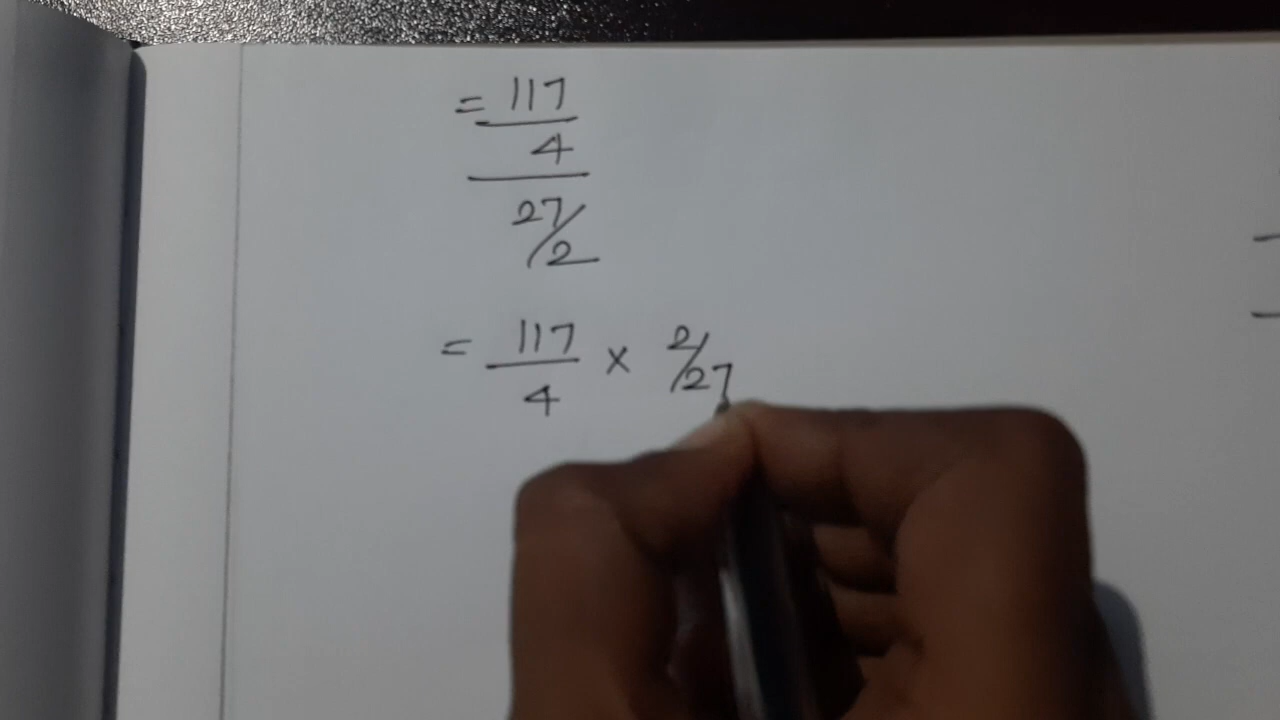 = 117
4
27/2
= 117/4 × 2/27